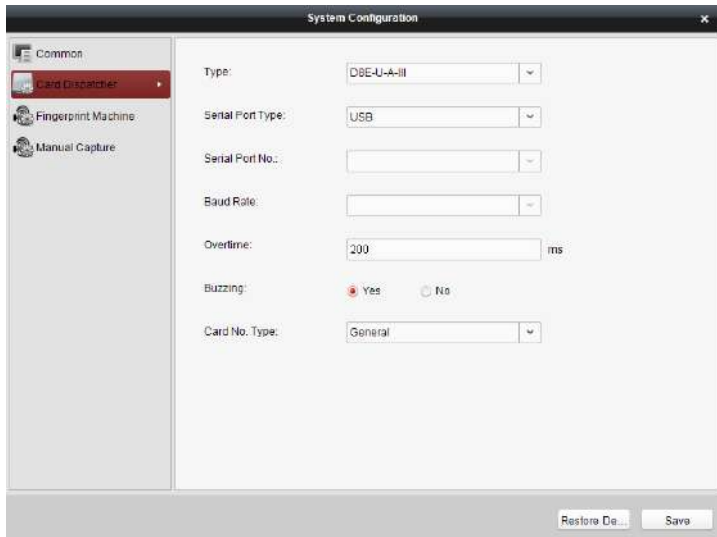 System Configuration
Common
Card Dispatcher
Fingerprint Machine
Manual Capture
Type: D8E-U-A-III
Serial Port Type: USB
Serial Port No.:
Baud Rate:
Overtime: 200 ms
Buzzing: Yes No
Card No. Type: General
Restore De... Save